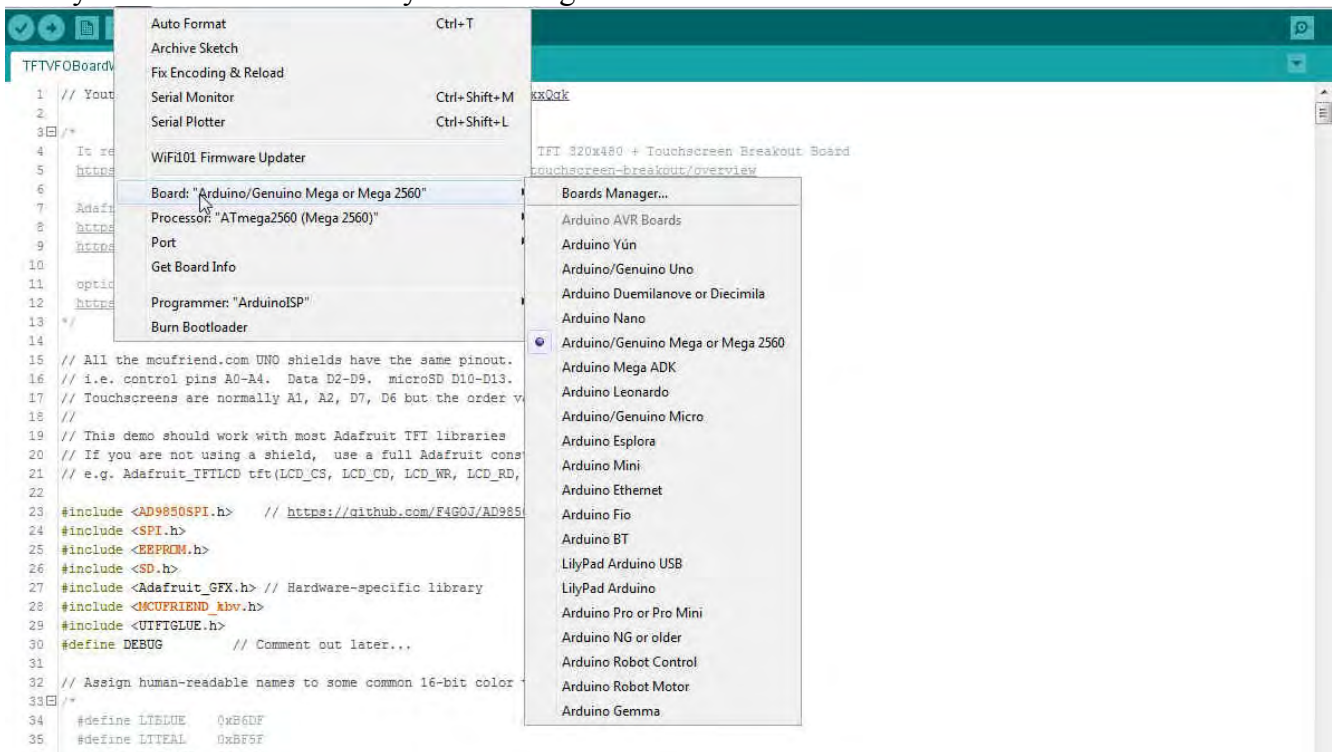 Auto Format Ctrl+T
Archive Sketch
Fix Encoding & Reload
Serial Monitor Ctrl+Shift+M
Serial Plotter Ctrl+Shift+L
WiFi101 Firmware Updater
Board: "Arduino/Genuino Mega or Mega 2560"
Processor: "ATmega2560 (Mega 2560)"
Port
Get Board Info
Programmer: "ArduinoISP"
Burn Bootloader
Boards Manager...
Arduino AVR Boards
Arduino Yún
Arduino/Genuino Uno
Arduino Duemilanove or Diecimila
Arduino Nano
Arduino/Genuino Mega or Mega 2560
Arduino Mega ADK
Arduino Leonardo
Arduino/Genuino Micro
Arduino Esplora
Arduino Mini
Arduino Ethernet
Arduino Fio
Arduino BT
LilyPad Arduino USB
LilyPad Arduino
Arduino Pro or Pro Mini
Arduino NG or older
Arduino Robot Control
Arduino Robot Motor
Arduino Gemma
1 // Yout
2
3 /*
4 It re TFT 320x480 + Touchscreen Breakout Board
5 https touchscreen-breakout/overview
6
7 Adafr
8 https
9 https
10
11 optio
12 https
13 */
14
15 // All the mcufriend.com UNO shields have the same pinout.
16 // i.e. control pins A0-A4. Data D2-D9. microSD D10-D13.
17 // Touchscreens are normally A1, A2, D7, D6 but the order
18 //
19 // This demo should work with most Adafruit TFT libraries
20 // If you are not using a shield, use a full Adafruit cons
21 // e.g. Adafruit_TFTLCD tft(LCD_CS, LCD_CD, LCD_WR, LCD_RD,
22
23 #include <AD9850SPI.h> // https://github.com/F4GOJ/AD985
24 #include <SPI.h>
25 #include <EEPROM.h>
26 #include <SD.h>
27 #include <Adafruit_GFX.h> // Hardware-specific library
28 #include <MCUFRIEND_kbv.h>
29 #include <UTFTGLUE.h>
30 #define DEBUG // Comment out later...
31
32 // Assign human-readable names to some common 16-bit color
33 /*
34 #define LTBLUE 0xB6DF
35 #define LTTEAL 0xBF5F